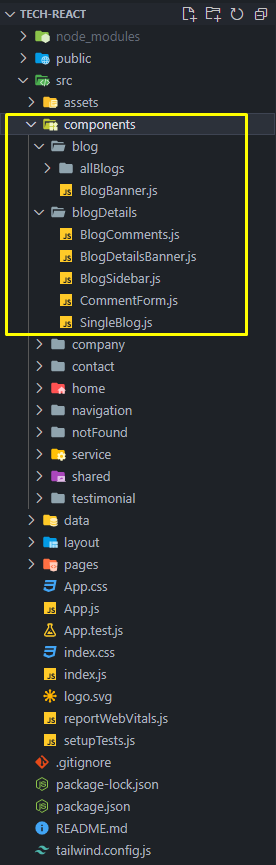 TECH-REACT
node_modules
public
src
assets
components
blog
allBlogs
JS BlogBanner.js
blogDetails
JS BlogComments.js
JS BlogDetailsBanner.js
JS BlogSidebar.js
JS CommentForm.js
JS SingleBlog.js
company
contact
home
navigation
notFound
service
shared
testimonial
data
layout
pages
App.css
JS App.js
App.test.js
index.css
JS index.js
logo.svg
JS reportWebVitals.js
JS setupTests.js
.gitignore
package-lock.json
package.json
README.md
tailwind.config.js